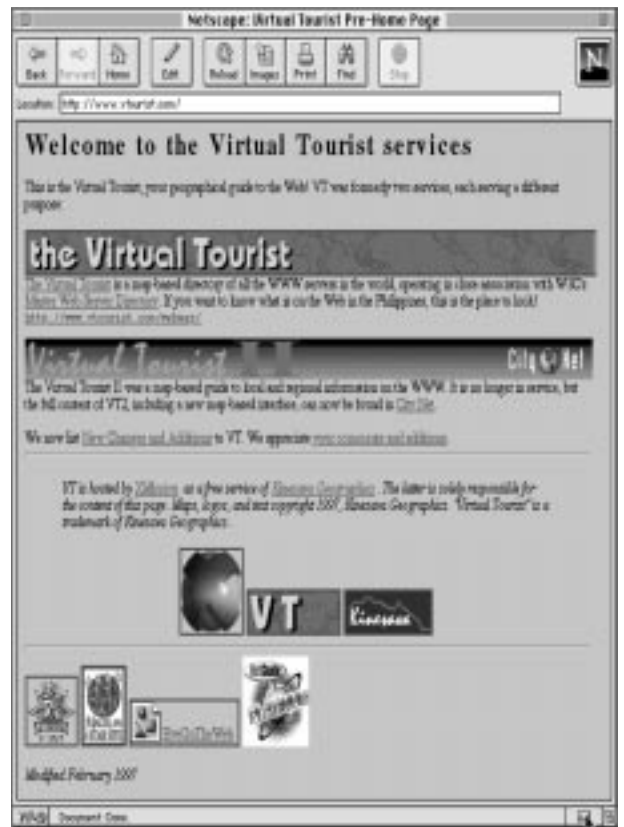 Netscape: Virtual Tourist Pre-Home Page
Back Forward Home Edit Reload Images Print Find Stop
N
Location: http://www.vtourist.com/
Welcome to the Virtual Tourist services
This is the Virtual Tourist, your geographical guide to the Web! VT was formerly two services, each serving a different
purpose:
the Virtual Tourist
The Virtual Tourist is a map-based directory of all the WWW servers in the world, operating in close association with W3C's
Master Web Server Directory. If you want to know what is on the Web in the Philippines, this is the place to look!
http://www.vtourist.com/webmap/
Virtual Tourist II City Net
The Virtual Tourist II was a map-based guide to local and regional information on the WWW. It is no longer in service, but
the full content of VT2, including a new map-based interface, can now be found in City.Net.
We now list New Changes and Additions to VT. We appreciate your comments and additions.
VT is hosted by as a free service of Kinesava Geographics. The latter is solely responsible for
the content of this page. Maps, logos, and text copyright 1997, Kinesava Geographics. "Virtual Tourist" is a
trademark of Kinesava Geographics.
VT Kinesava
FiveOnTheWeb
Modified February 1997
Document: Done.